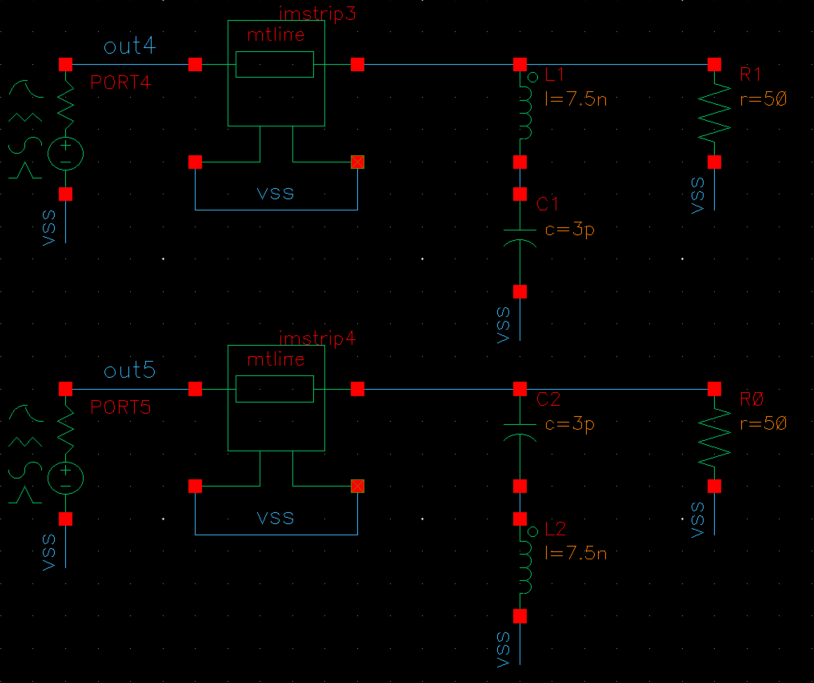 imstrip3
mtline
out4
PORT4
L1
l=7.5n
R1
r=50
VSS
VSS
VSS
C1
c=3p
VSS
imstrip4
mtline
out5
PORT5
C2
c=3p
R0
r=50
VSS
VSS
VSS
L2
l=7.5n
VSS